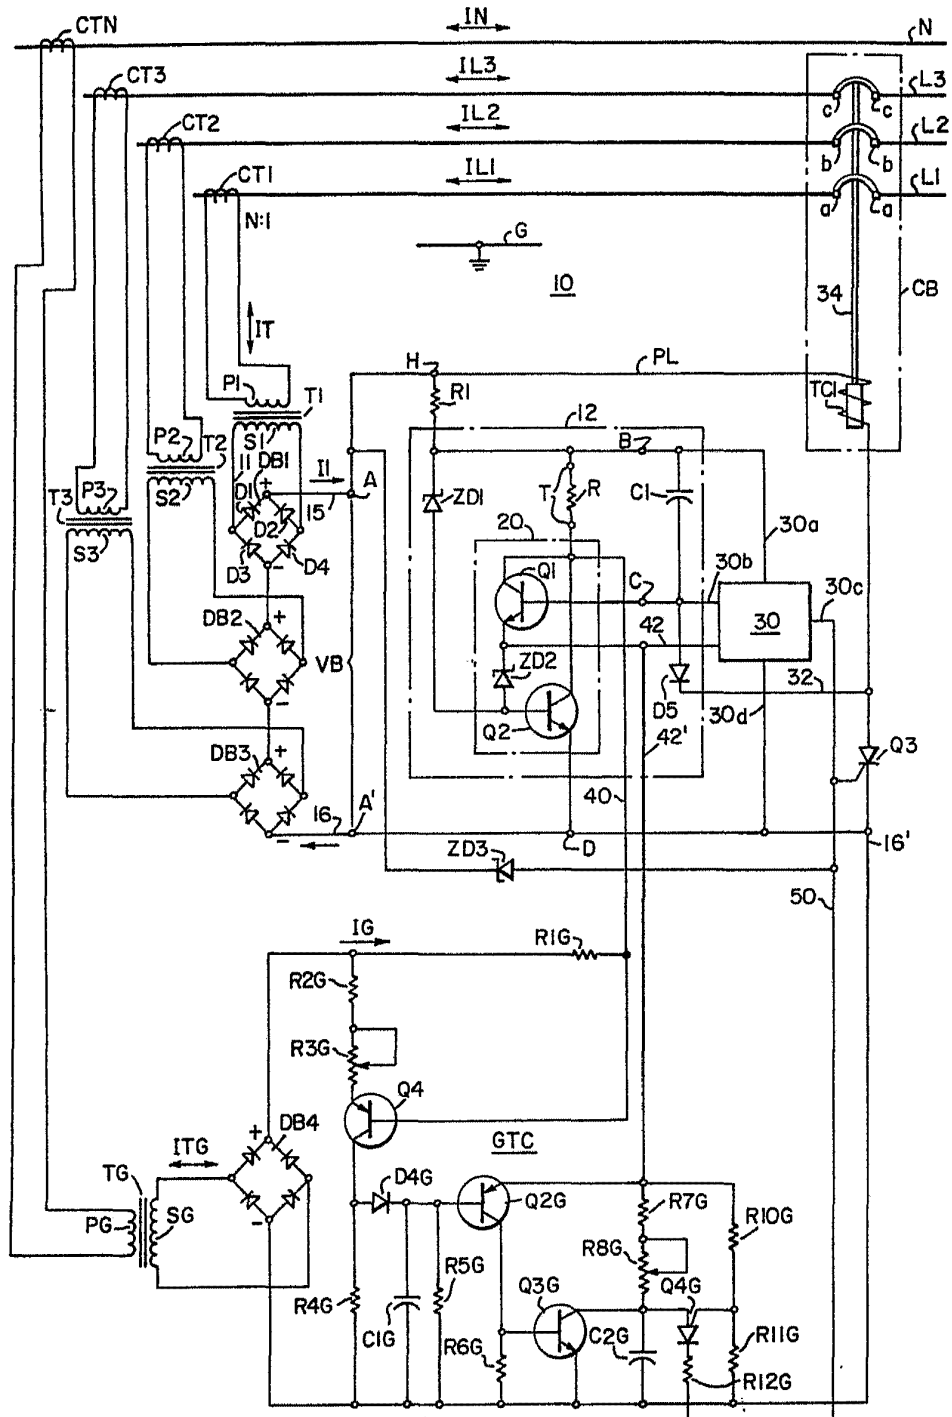 CTN
IN
N
CT3
IL3
L3
c c
CT2
IL2
L2
b b
CT1
IL1
L1
a a
N:1
G
10
CB
34
IT
H
PL
P1
T1
R1
TC1
12
S1
B
P2
T2
11
DB1
I1
A
ZD1
T
R
C1
P3
T3
S2
D1
D2
15
20
30a
S3
D3
D4
Q1
C
30b
30c
DB2
+
-
VB
ZD2
42
30
32
Q2
D5
30d
42'
Q3
DB3
+
-
16
A'
40
D
16'
ZD3
50
IG
R1G
R2G
R3G
Q4
GTC
DB4
+
-
ITG
TG
D4G
Q2G
R7G
R10G
PG
SG
R8G
R5G
Q3G
Q4G
R4G
C1G
R6G
C2G
R11G
R12G